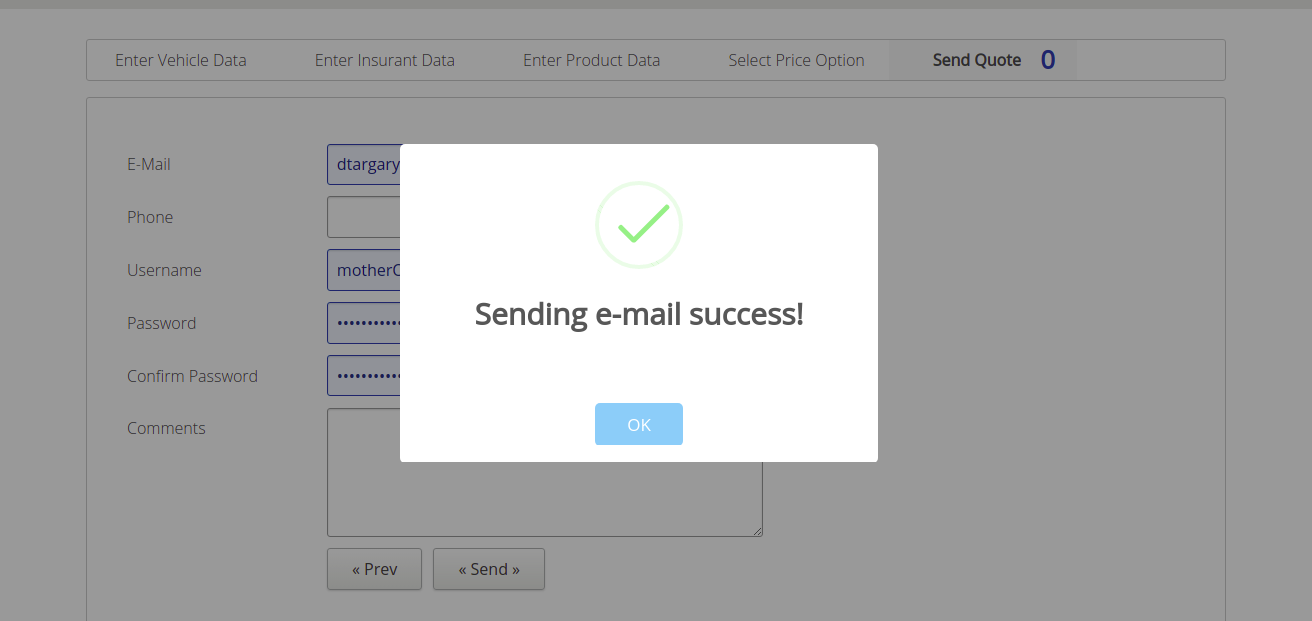 Enter Vehicle Data Enter Insurant Data Enter Product Data Select Price Option Send Quote 0
E-Mail dtargary
Phone
Username
Password
Confirm Password
Comments
Sending e-mail success!
OK
« Prev « Send »